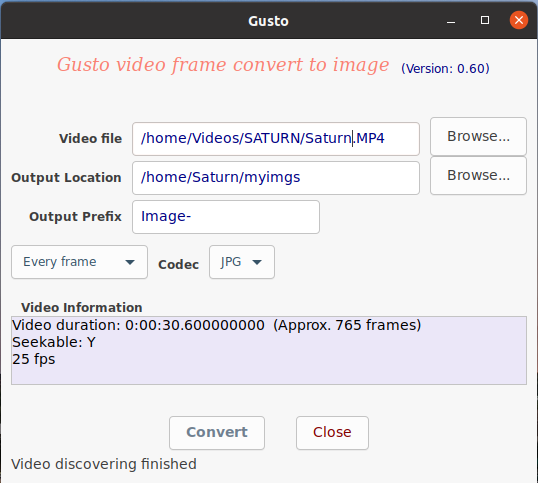 Gusto
Gusto video frame convert to image (Version: 0.60)
Video file /home/Videos/SATURN/Saturn.MP4 Browse...
Output Location /home/Saturn/myimgs Browse...
Output Prefix Image-
Every frame Codec JPG
Video Information
Video duration: 0:00:30.600000000 (Approx. 765 frames)
Seekable: Y
25 fps
Convert Close
Video discovering finished